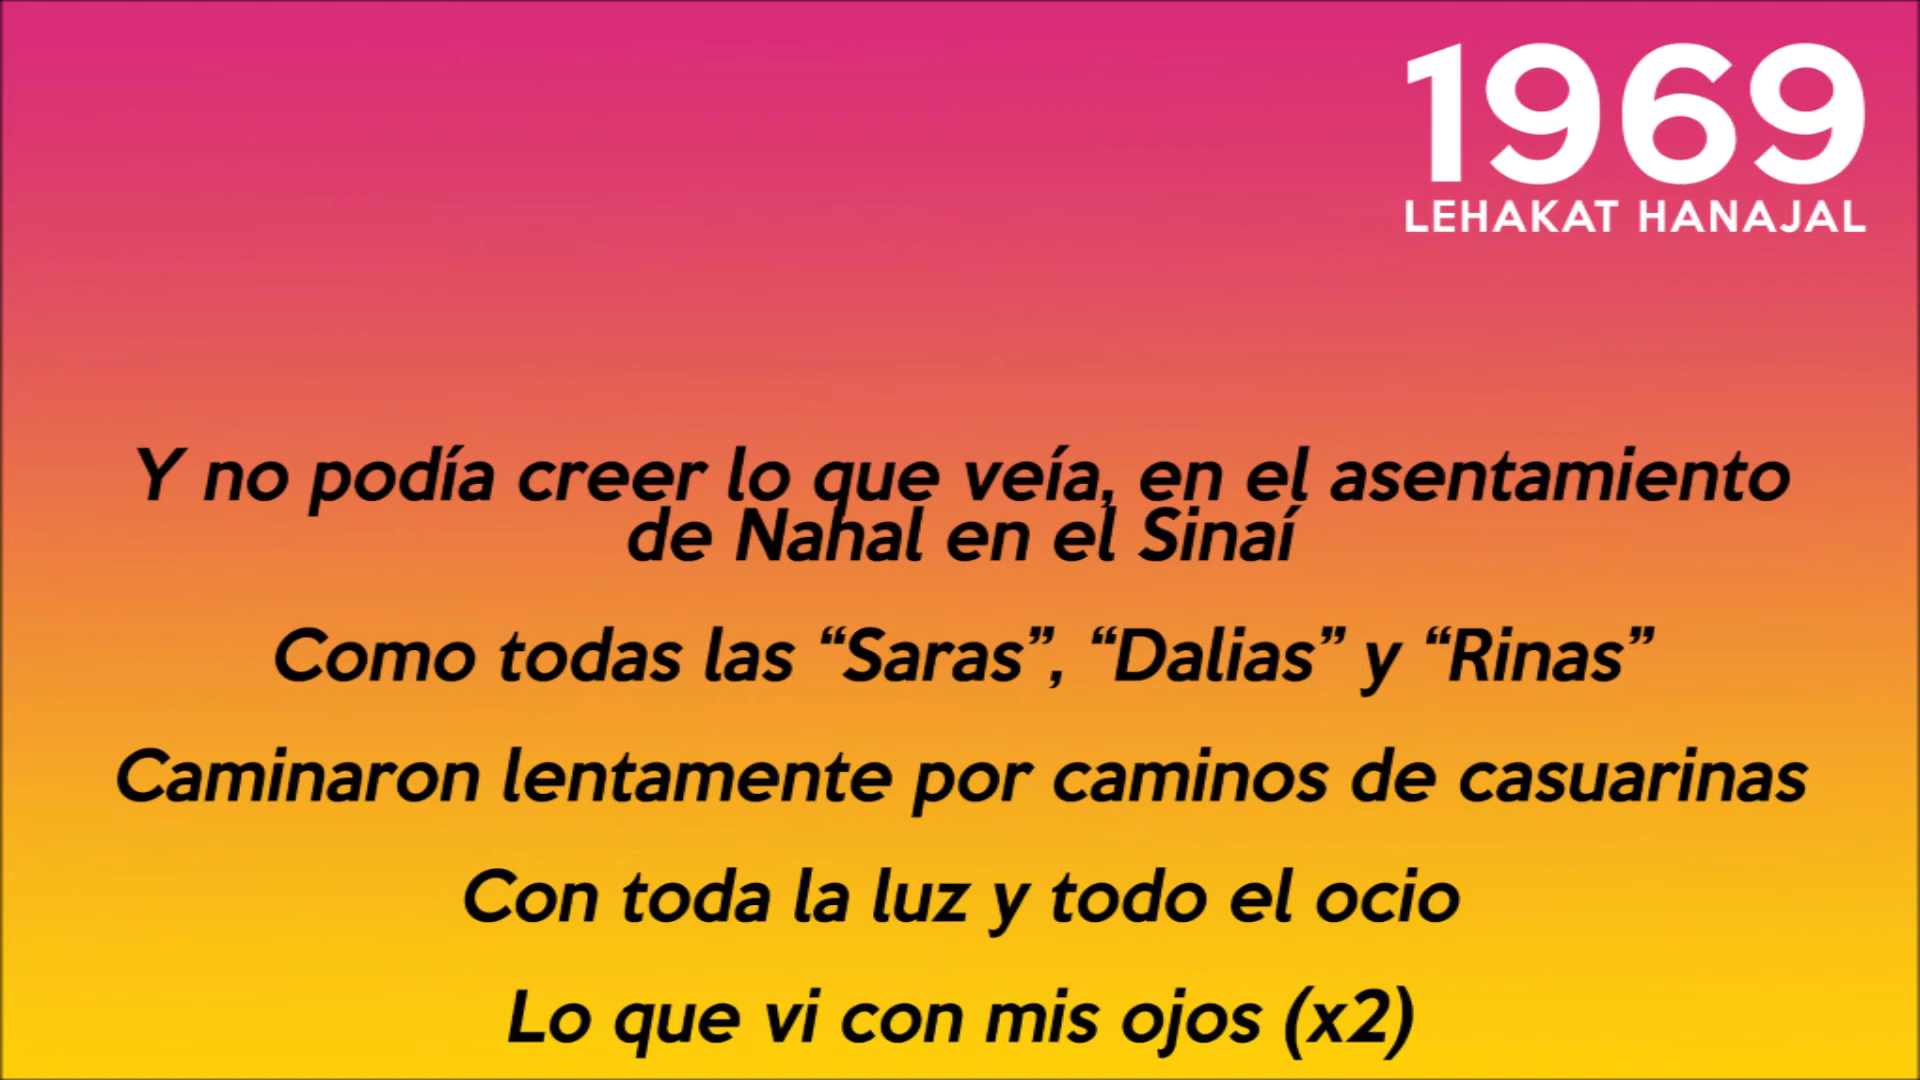 1969
LEHAKAT HANAJAL
Y no podía creer lo que veía, en el asentamiento
de Nahal en el Sinaí
Como todas las “Saras”, “Dalias” y “Rinas”
Caminaron lentamente por caminos de casuarinas
Con toda la luz y todo el ocio
Lo que vi con mis ojos (x2)